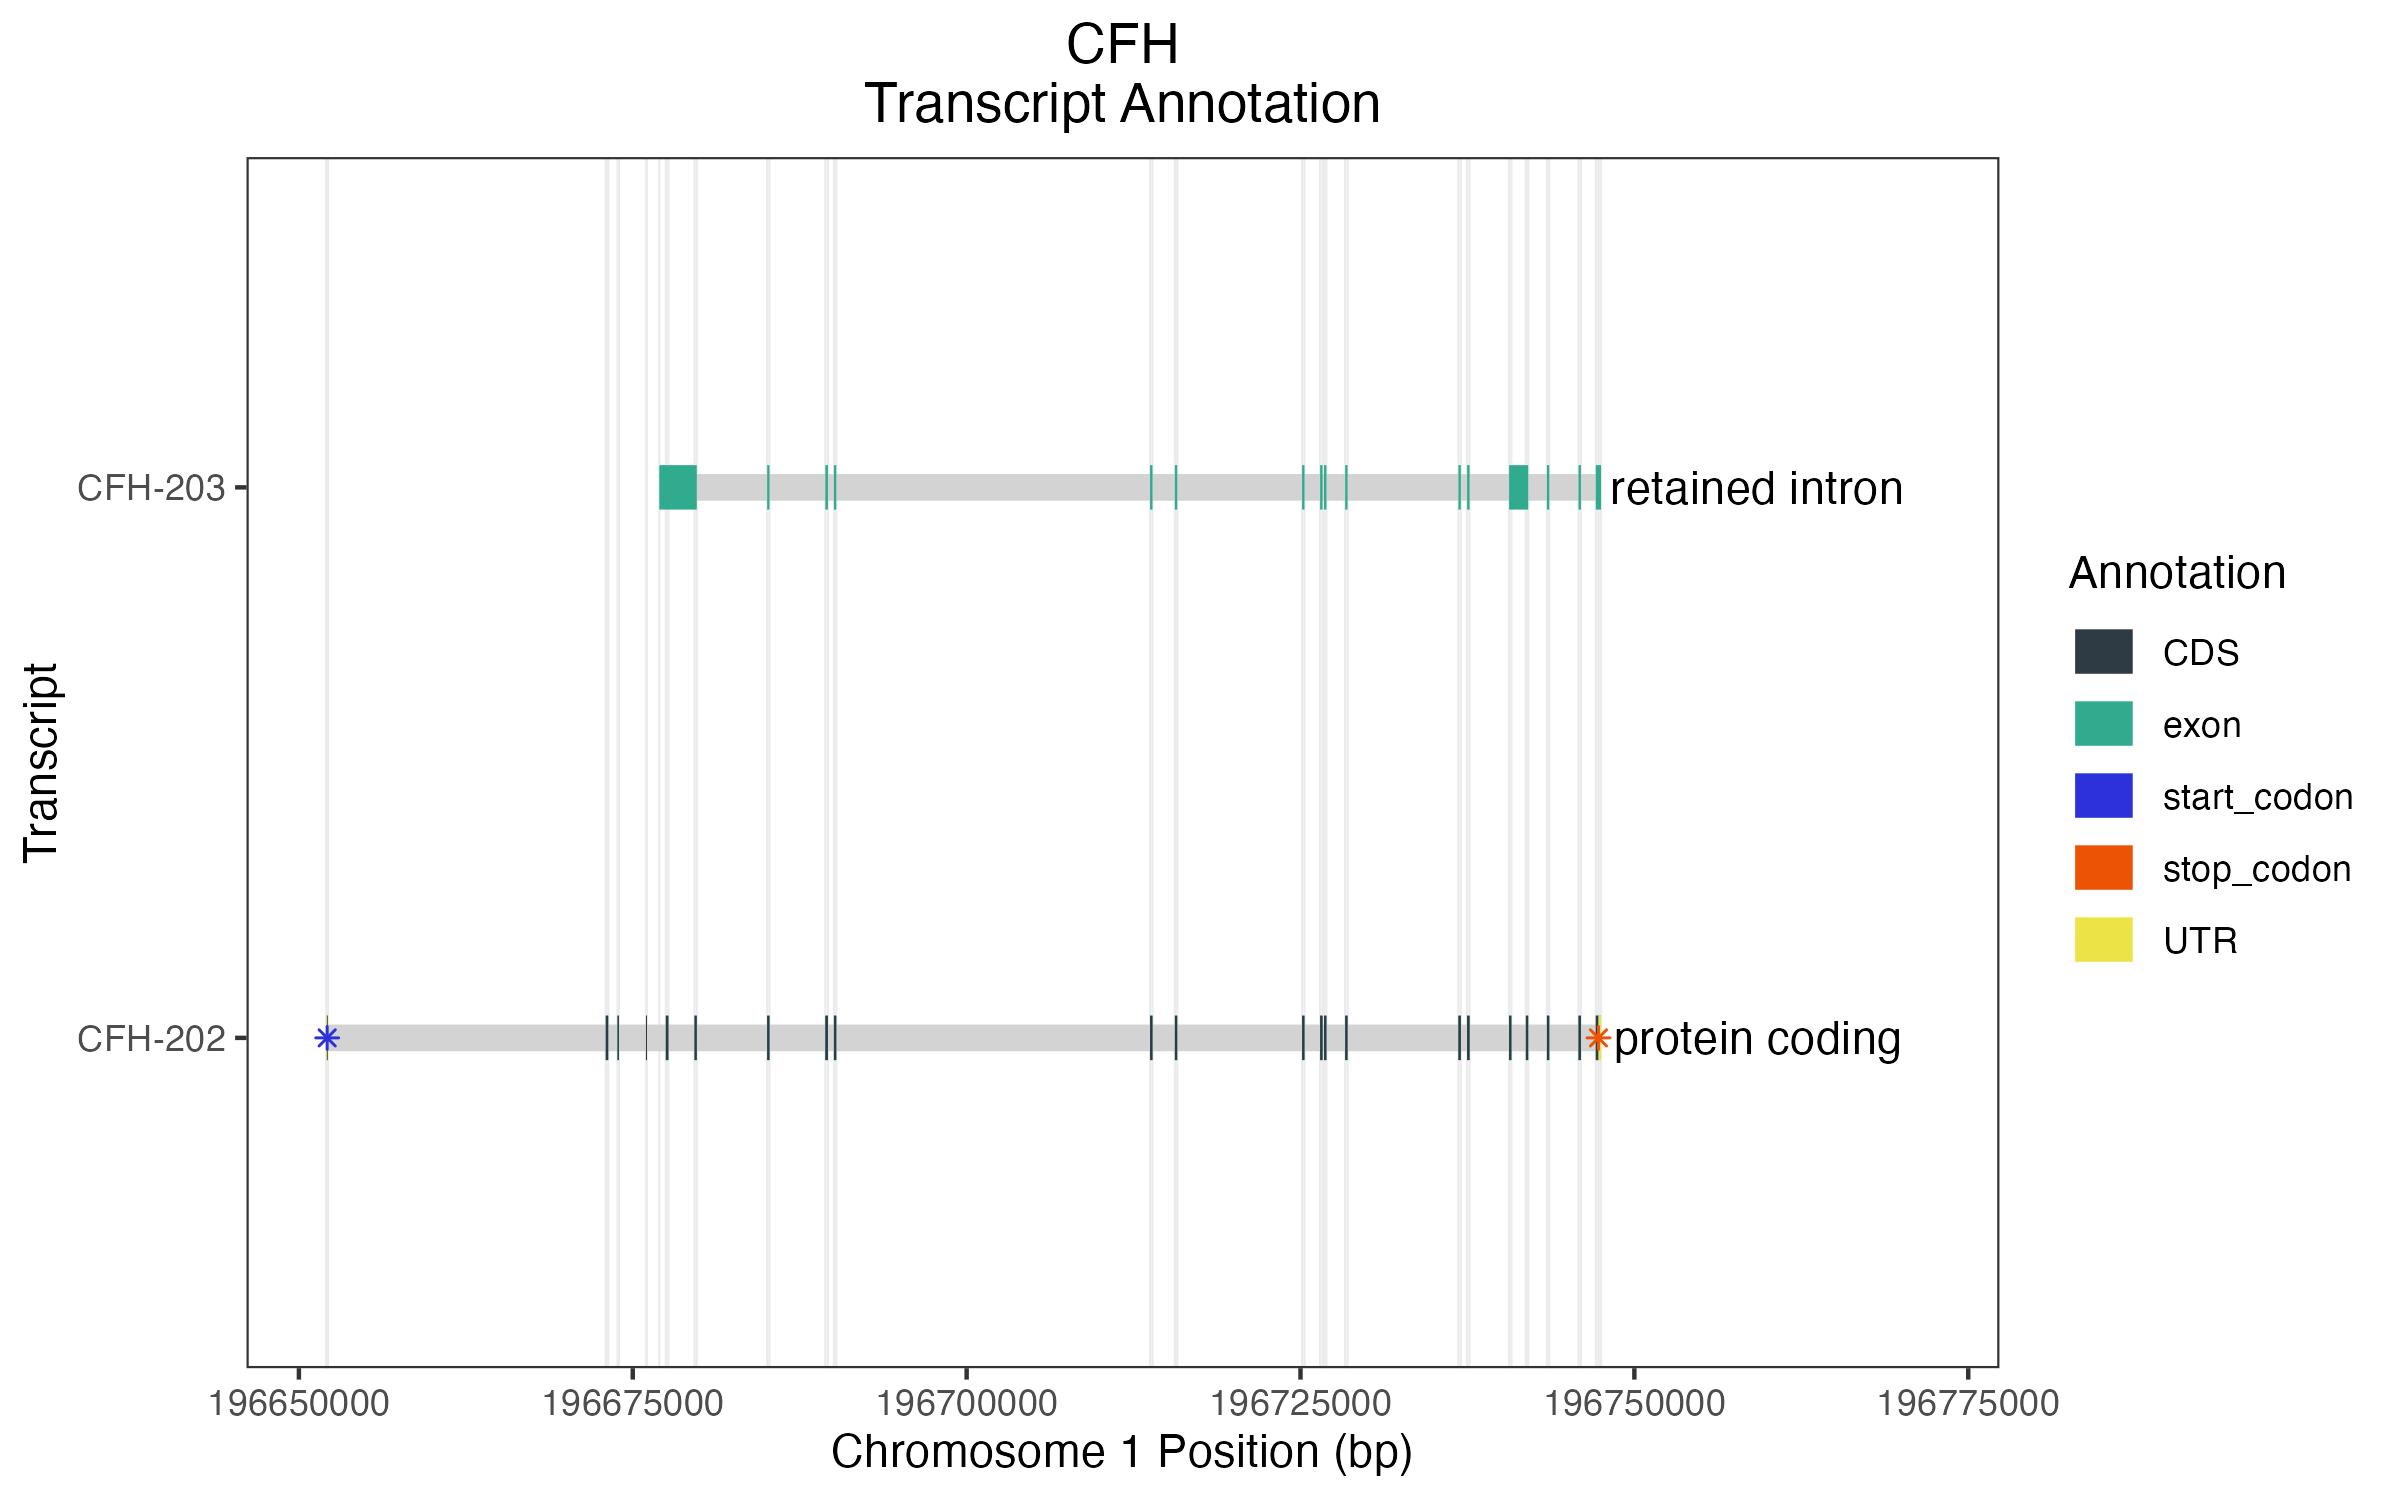 CFH
Transcript Annotation
Transcript
CFH-203
retained intron
CFH-202
protein coding
196650000 196675000 196700000 196725000 196750000 196775000
Chromosome 1 Position (bp)
Annotation
CDS
exon
start_codon
stop_codon
UTR